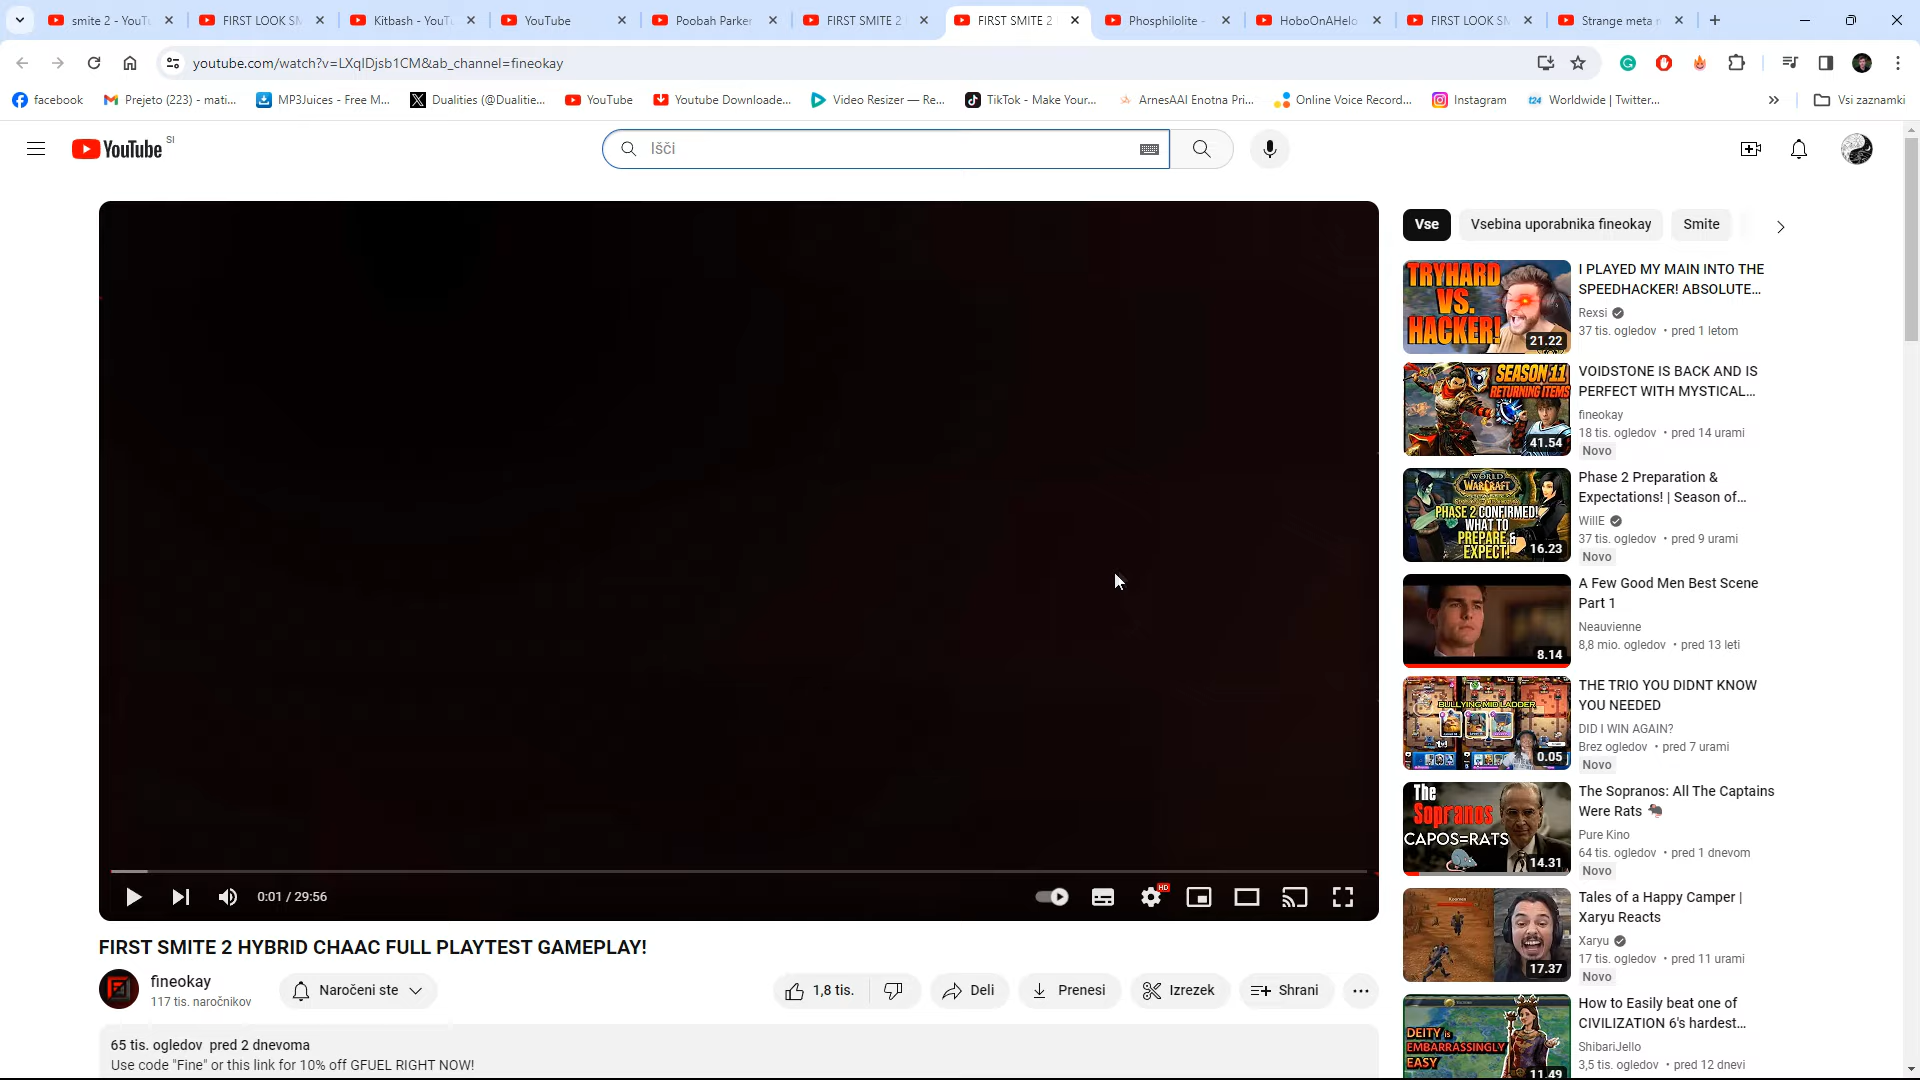 smite 2 - YouT
FIRST LOOK SM
Kitbash - YouTu
YouTube
Poobah Parker
FIRST SMITE 2
FIRST SMITE 2
Phosphilolite -
HoboOnAHelo
FIRST LOOK SM
Strange meta
youtube.com/watch?v=LXqlDjsb1CM&ab_channel=fineokay
facebook
Prejeto (223) - mati...
MP3Juices - Free M...
Dualities (@Dualitie...
YouTube
Youtube Downloade...
Video Resizer — Re...
TikTok - Make Your...
ArnesAAI Enotna Pri...
Online Voice Record...
Instagram
t24
Worldwide | Twitter...
Vsi zaznamki
YouTube SI
Išči
Vse
Vsebina uporabnika fineokay
Smite
TRYHARD
VS.
HACKER!
21.22
I PLAYED MY MAIN INTO THE
SPEEDHACKER! ABSOLUTE...
Rexsi
37 tis. ogledov • pred 1 letom
SEASON 11
RETURNING ITEMS
41.54
VOIDSTONE IS BACK AND IS
PERFECT WITH MYSTICAL...
fineokay
18 tis. ogledov • pred 14 urami
Novo
WORLD
WARCRAFT
PHASE 2 CONFIRMED!
WHAT TO
PREPARE &
EXPECT!
16.23
Phase 2 Preparation &
Expectations! | Season of...
WillE
37 tis. ogledov • pred 9 urami
Novo
8.14
A Few Good Men Best Scene
Part 1
Neauvienne
8,8 mio. ogledov • pred 13 leti
BULLYING MID LADDER
0.05
THE TRIO YOU DIDNT KNOW
YOU NEEDED
DID I WIN AGAIN?
Brez ogledov • pred 7 urami
Novo
The
Sopranos
CAPOS=RATS
14.31
The Sopranos: All The Captains
Were Rats 🐀
Pure Kino
64 tis. ogledov • pred 1 dnevom
Novo
17.37
Tales of a Happy Camper |
Xaryu Reacts
Xaryu
17 tis. ogledov • pred 11 urami
Novo
DEITY is
EMBARRASSINGLY
EASY
11.49
How to Easily beat one of
CIVILIZATION 6's hardest...
ShibariJello
3,5 tis. ogledov • pred 12 dnevi
0:01 / 29:56
HD
FIRST SMITE 2 HYBRID CHAAC FULL PLAYTEST GAMEPLAY!
fineokay
117 tis. naročnikov
Naročeni ste
1,8 tis.
Deli
Prenesi
Izrezek
Shrani
65 tis. ogledov pred 2 dnevoma
Use code "Fine" or this link for 10% off GFUEL RIGHT NOW!